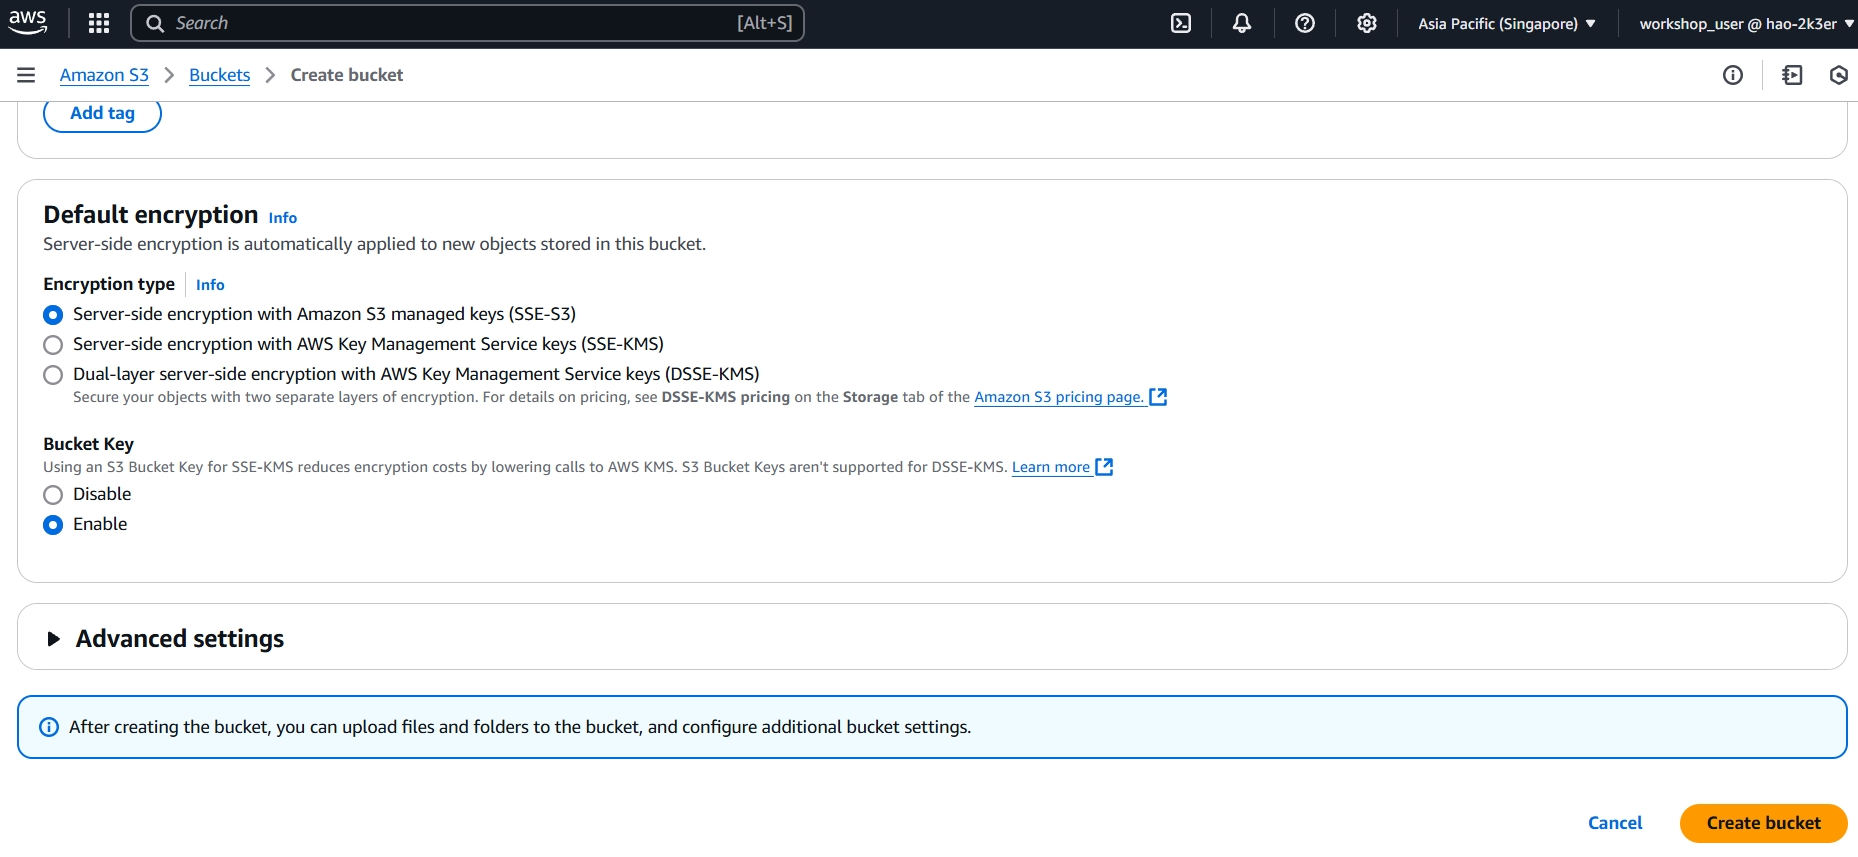 aws Search [Alt+S] Asia Pacific (Singapore) workshop_user @ hao-2k3er
Amazon S3 Buckets Create bucket
Add tag
Default encryption Info
Server-side encryption is automatically applied to new objects stored in this bucket.
Encryption type Info
Server-side encryption with Amazon S3 managed keys (SSE-S3)
Server-side encryption with AWS Key Management Service keys (SSE-KMS)
Dual-layer server-side encryption with AWS Key Management Service keys (DSSE-KMS)
Secure your objects with two separate layers of encryption. For details on pricing, see DSSE-KMS pricing on the Storage tab of the Amazon S3 pricing page.
Bucket Key
Using an S3 Bucket Key for SSE-KMS reduces encryption costs by lowering calls to AWS KMS. S3 Bucket Keys aren't supported for DSSE-KMS. Learn more
Disable
Enable
Advanced settings
After creating the bucket, you can upload files and folders to the bucket, and configure additional bucket settings.
Cancel Create bucket